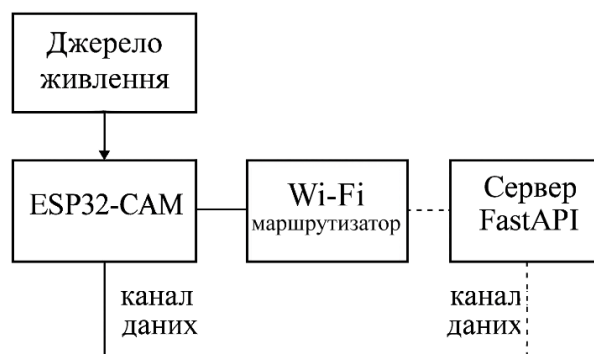 Джерело
живлення
ESP32-CAM
Wi-Fi
маршрутизатор
Сервер
FastAPI
канал
даних
канал
даних